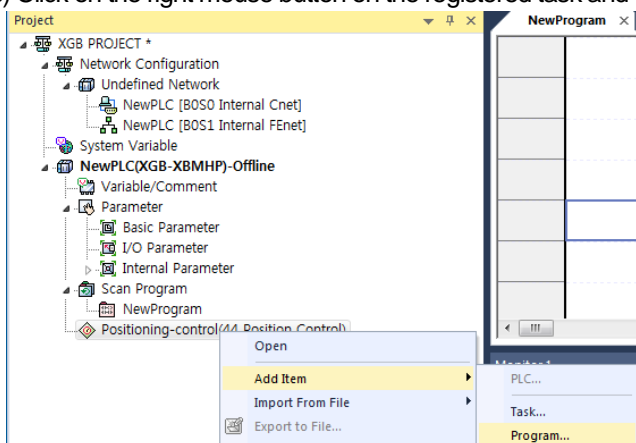 Click on the right mouse button on the registered task and
Project
NewProgram ×
XGB PROJECT *
Network Configuration
Undefined Network
NewPLC [B0S0 Internal Cnet]
NewPLC [B0S1 Internal FEnet]
System Variable
NewPLC(XGB-XBMHP)-Offline
Variable/Comment
Parameter
Basic Parameter
I/O Parameter
Internal Parameter
Scan Program
NewProgram
Positioning-control(44 Position Control)
Open
Add Item
Import From File
Export to File...
Monitor1
PLC...
Task...
Program...